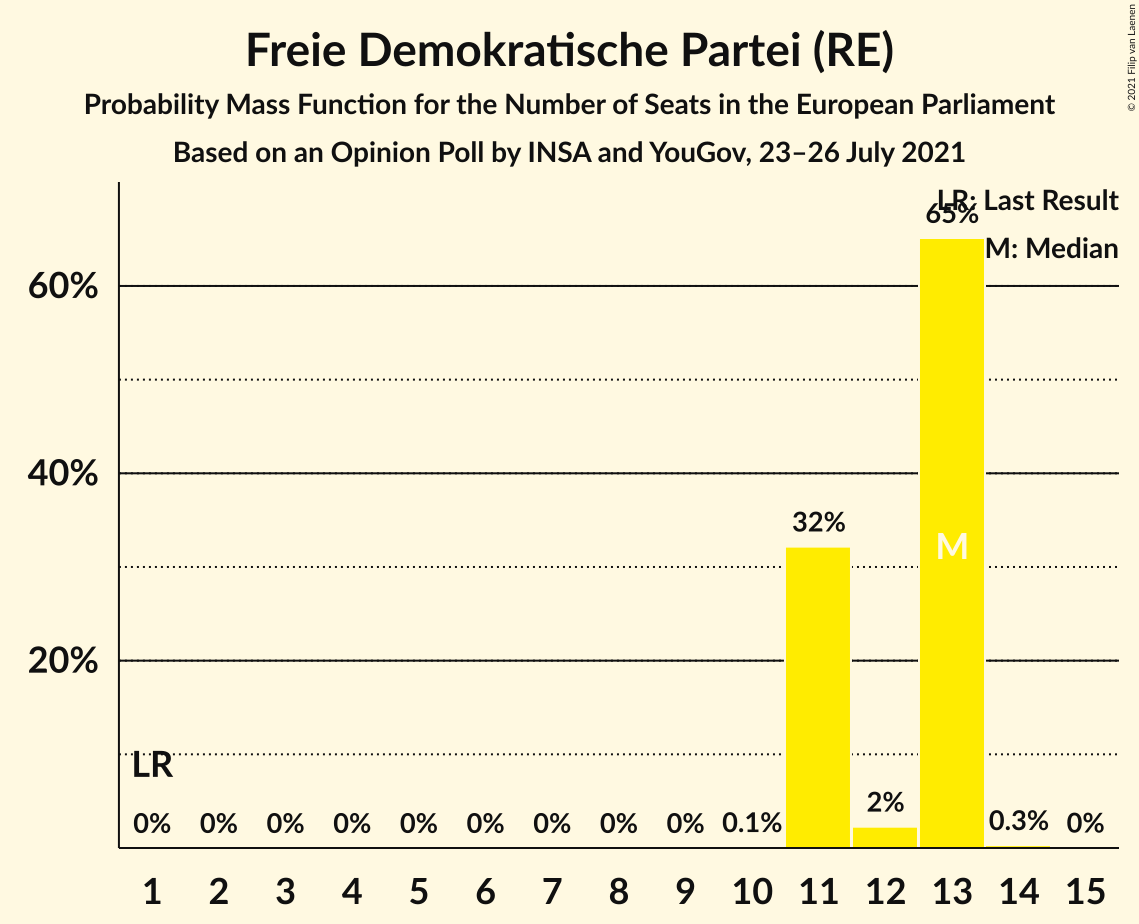 © 2021 Filip van Laenen
Freie Demokratische Partei (RE)
Probability Mass Function for the Number of Seats in the European Parliament
Based on an Opinion Poll by INSA and YouGov, 23–26 July 2021
LR: Last Result
M: Median
60%
40%
20%
65%
32%
M
LR
0% 0% 0% 0% 0% 0% 0% 0% 0% 0.1% 2% 0.3% 0%
1 2 3 4 5 6 7 8 9 10 11 12 13 14 15